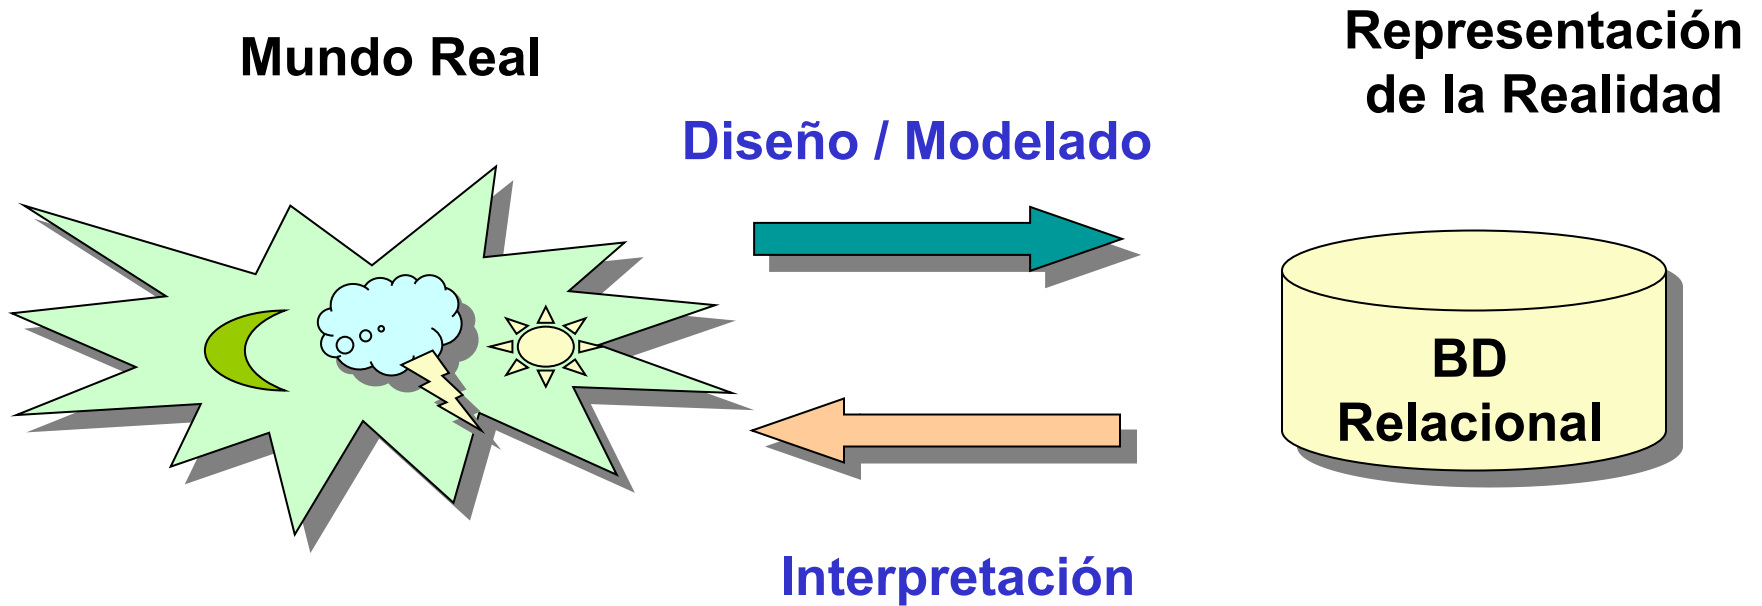 Mundo Real
Representación
de la Realidad
Diseño / Modelado
BD
Relacional
Interpretación